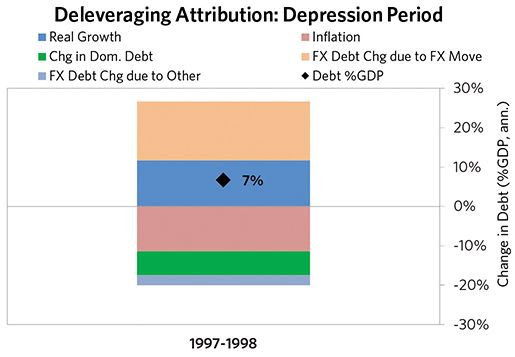 Deleveraging Attribution: Depression Period
Real Growth Inflation
Chg in Dom. Debt FX Debt Chg due to FX Move
FX Debt Chg due to Other Debt %GDP
30%
20%
10%
0%
-10%
-20%
-30%
Change in Debt (%GDP, ann.)
7%
1997-1998